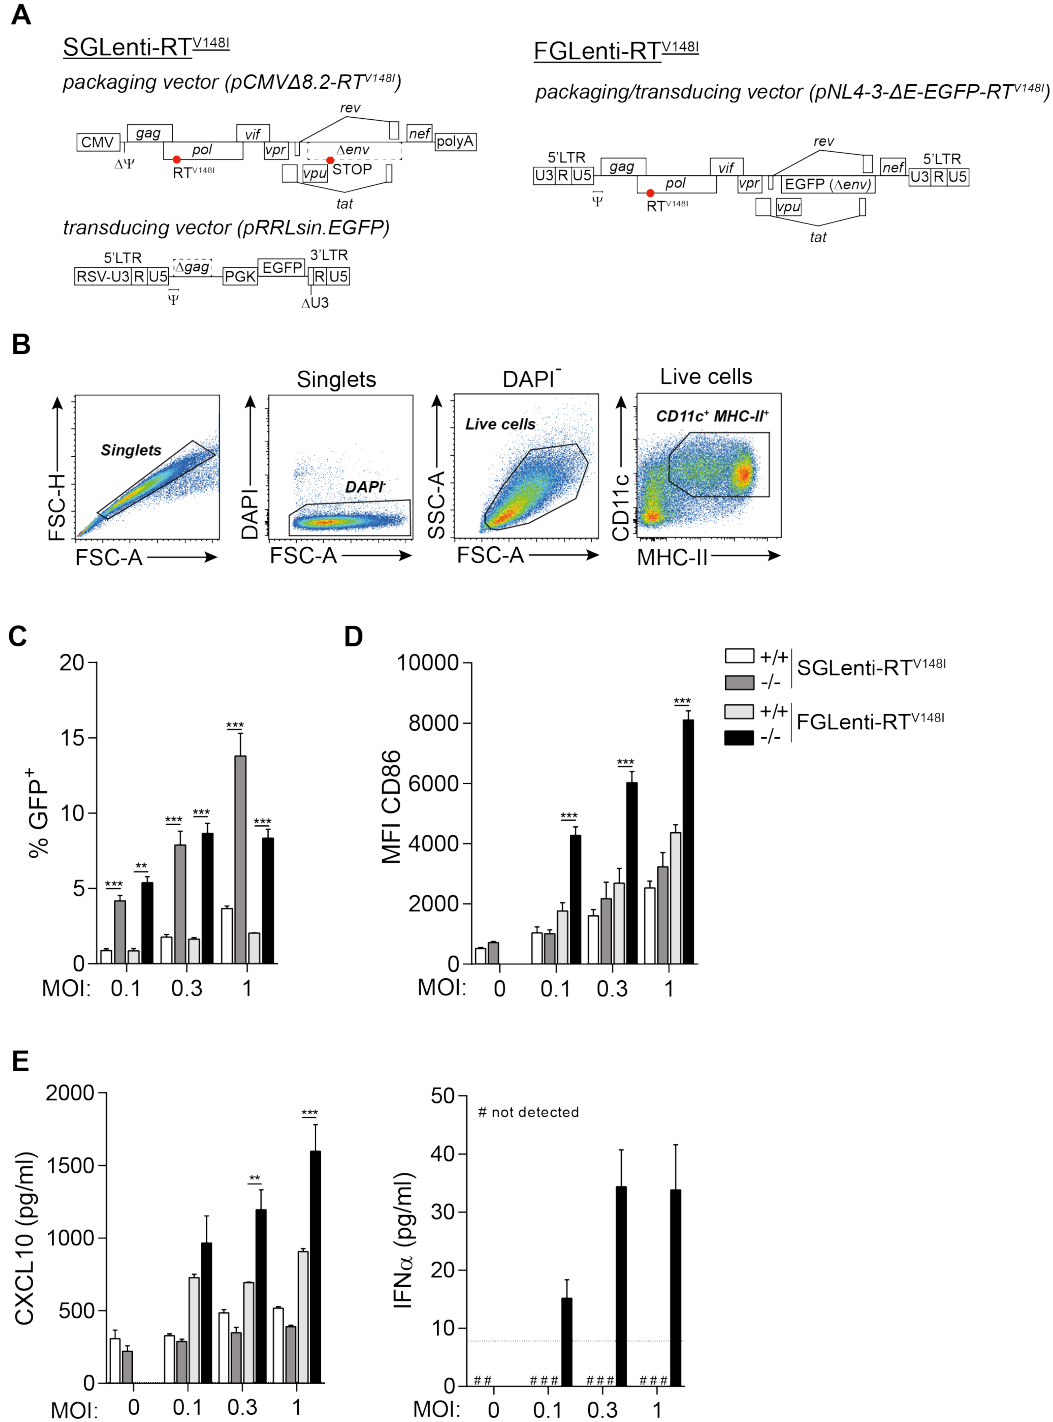 A
SGLenti-RTV148I
packaging vector (pCMVΔ8.2-RTV148I)
rev
gag
vif
nef
CMV
polyA
ΔΨ
pol
vpr
Δenv
RTV148I
vpu
STOP
tat
transducing vector (pRRLsin.EGFP)
5'LTR
Δgag
EGFP
3'LTR
RSV-U3 R U5
PGK
R U5
Ψ
ΔU3
FGLenti-RTV148I
packaging/transducing vector (pNL4-3-ΔE-EGFP-RTV148I)
rev
5'LTR
gag
vif
nef
5'LTR
U3 R U5
pol
vpr
EGFP (Δenv)
U3 R U5
Ψ
RTV148I
vpu
tat
B
Singlets
FSC-H
FSC-A
Singlets
DAPI-
DAPI
FSC-A
DAPI-
Live cells
SSC-A
FSC-A
Live cells
CD11c+ MHC-II+
CD11c
MHC-II
C
% GFP+
20
15
10
5
0
*** ** *** *** *** ***
MOI: 0.1 0.3 1
D
MFI CD86
10000
8000
6000
4000
2000
0
*** *** ***
MOI: 0 0.1 0.3 1
+/+
-/-
SGLenti-RTV148I
+/+
-/-
FGLenti-RTV148I
E
CXCL10 (pg/ml)
2000
1500
1000
500
0
** ***
MOI: 0 0.1 0.3 1
IFNα (pg/ml)
50
40
30
20
10
0
# not detected
# # # # # # # # # # #
MOI: 0 0.1 0.3 1